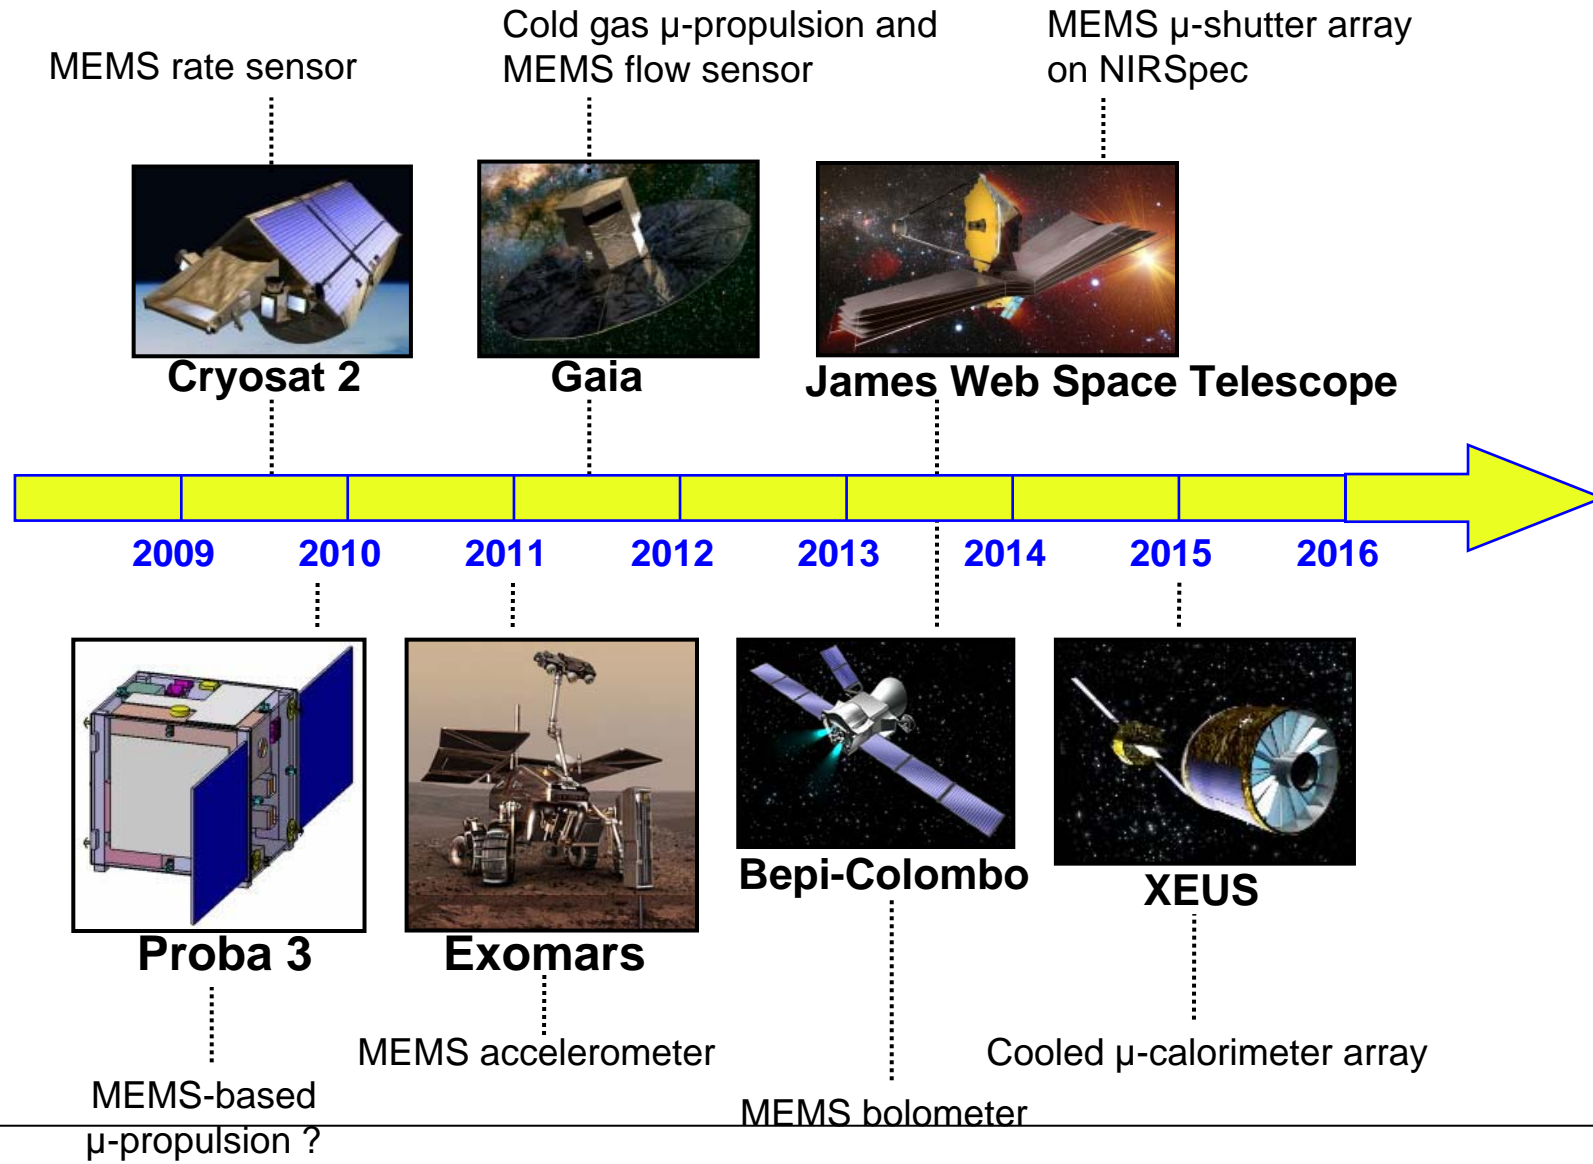 MEMS rate sensor
Cold gas µ-propulsion and
MEMS flow sensor
MEMS µ-shutter array
on NIRSpec
Cryosat 2
Gaia
James Web Space Telescope
2009
2010
2011
2012
2013
2014
2015
2016
Proba 3
Exomars
Bepi-Colombo
XEUS
MEMS-based
µ-propulsion ?
MEMS accelerometer
MEMS bolometer
Cooled µ-calorimeter array